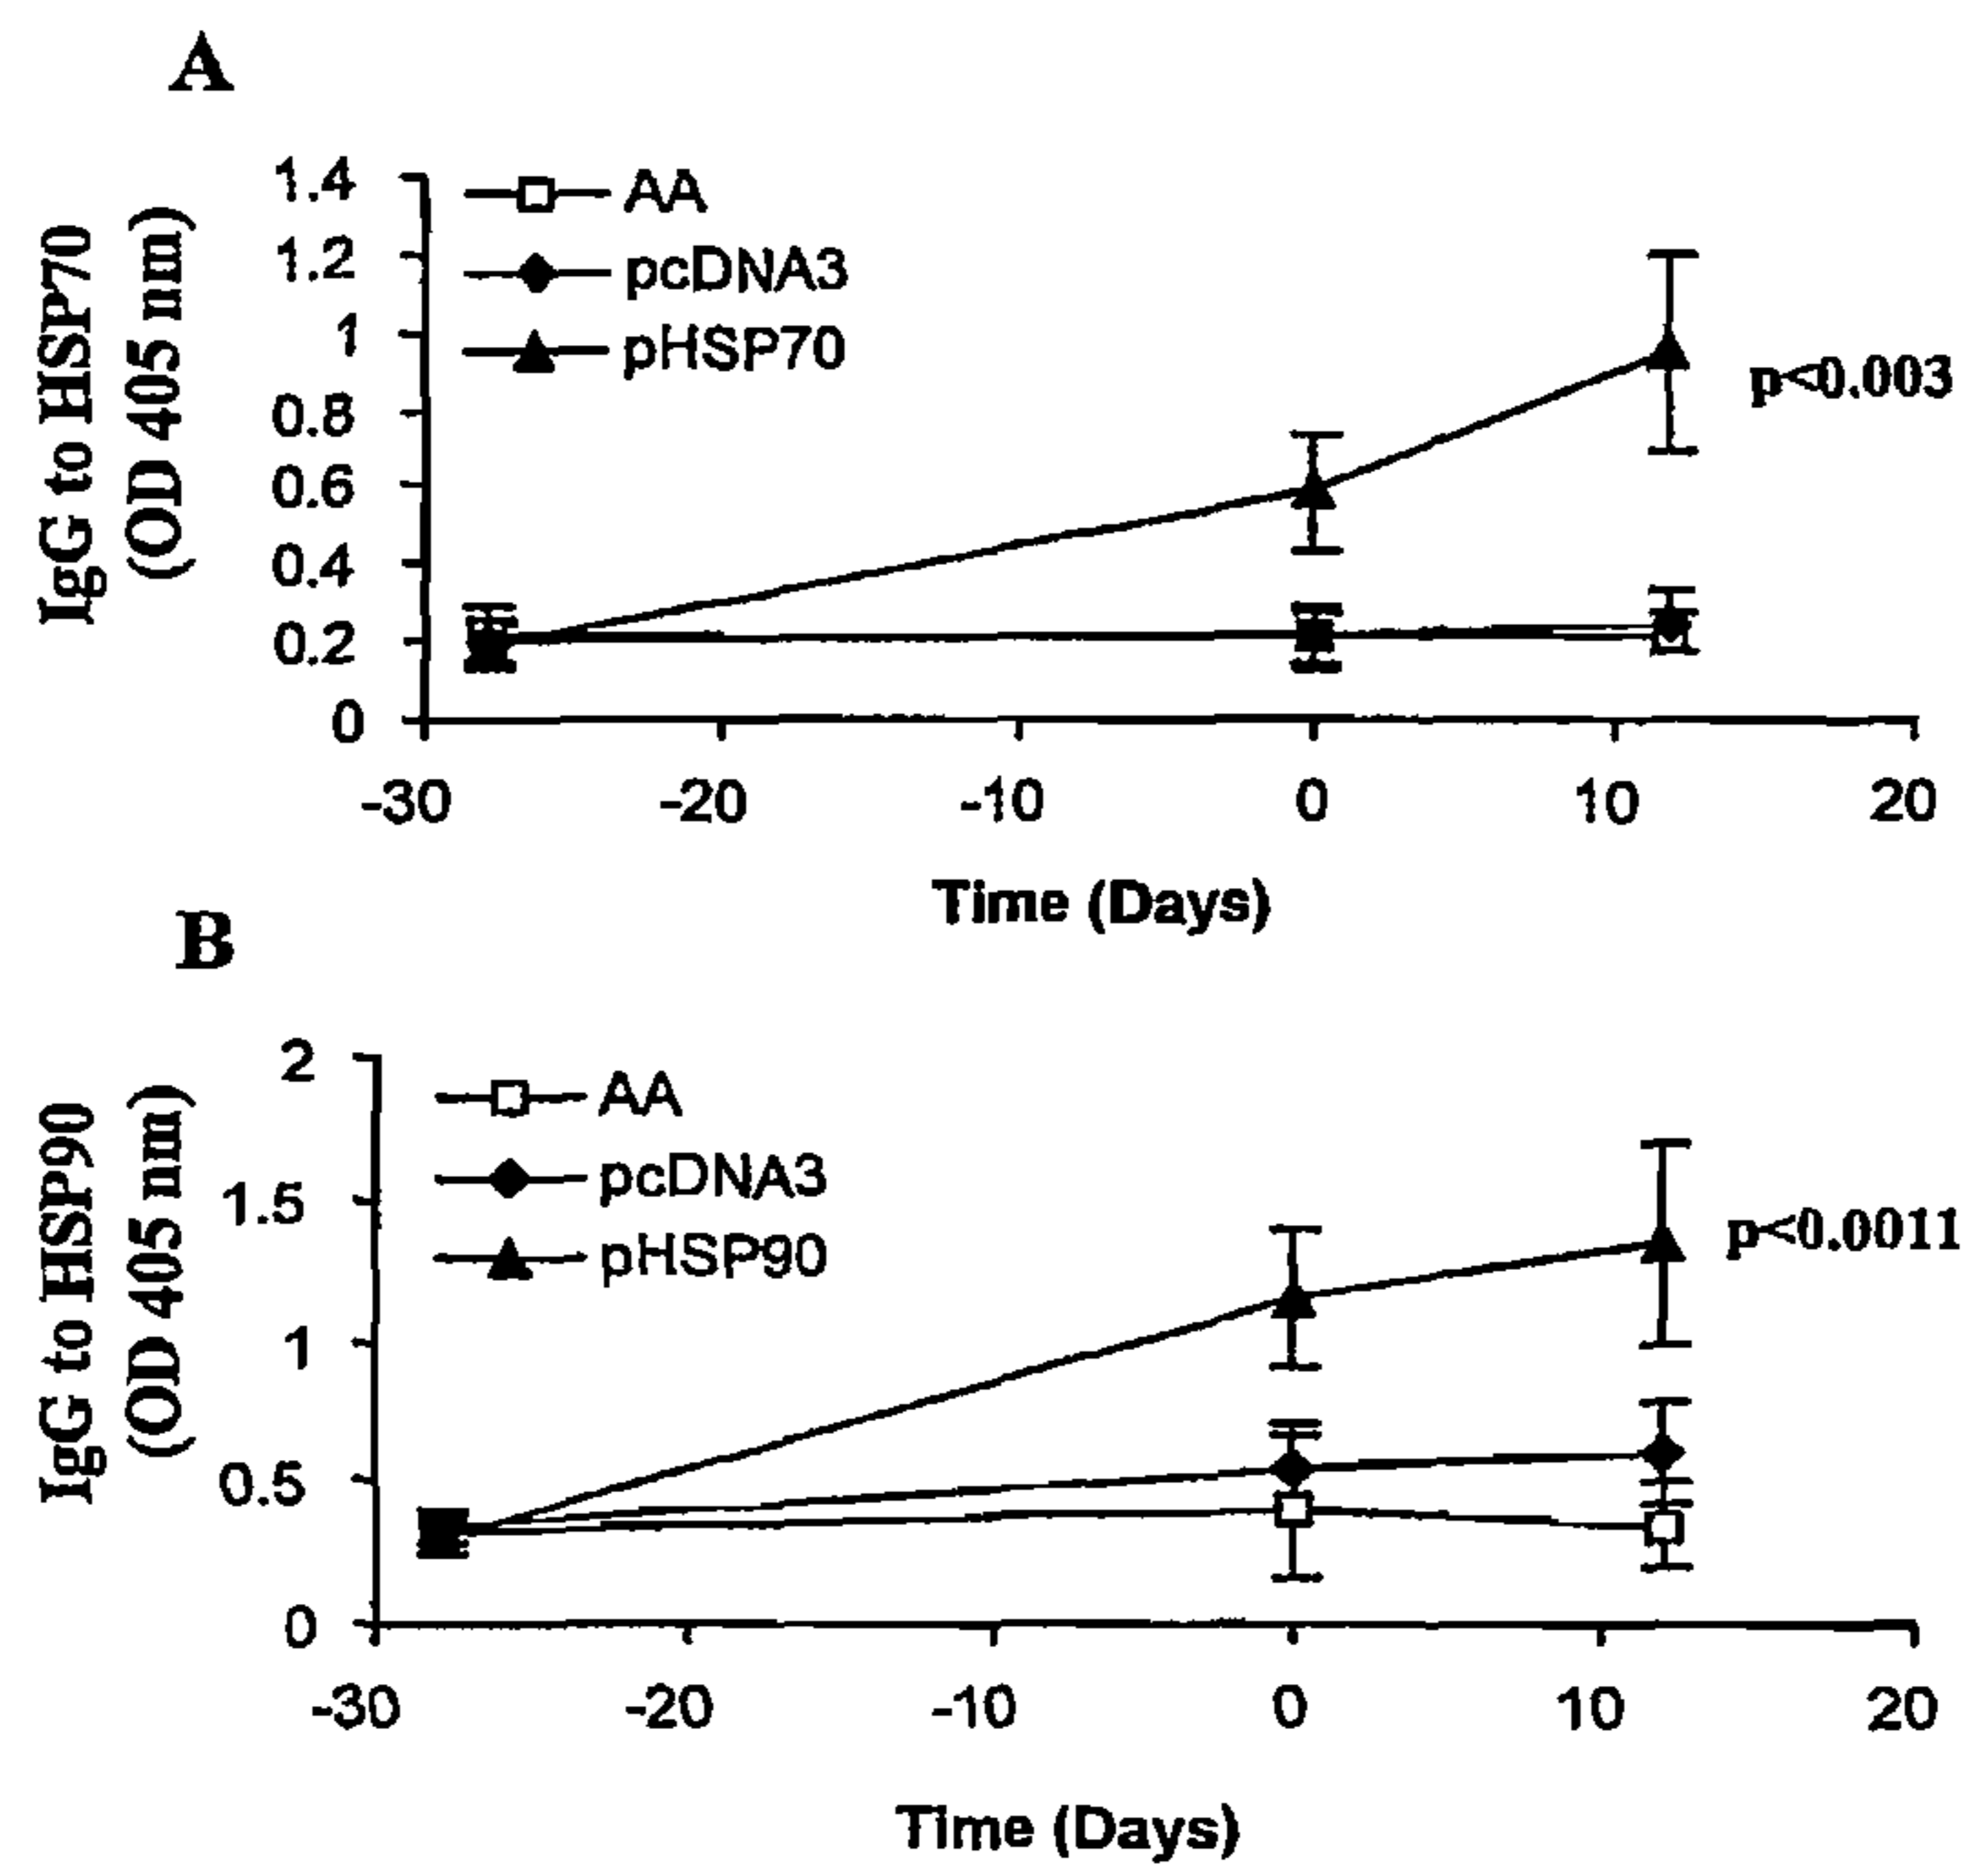 A
IgG to HSP70
(OD 405 nm)
1.4
1.2
1
0.8
0.6
0.4
0.2
0
AA
pcDNA3
pHSP70
p<0.003
-30 -20 -10 0 10 20
Time (Days)
B
IgG to HSP90
(OD 405 nm)
2
1.5
1
0.5
0
AA
pcDNA3
pHSP90
p<0.0011
-30 -20 -10 0 10 20
Time (Days)